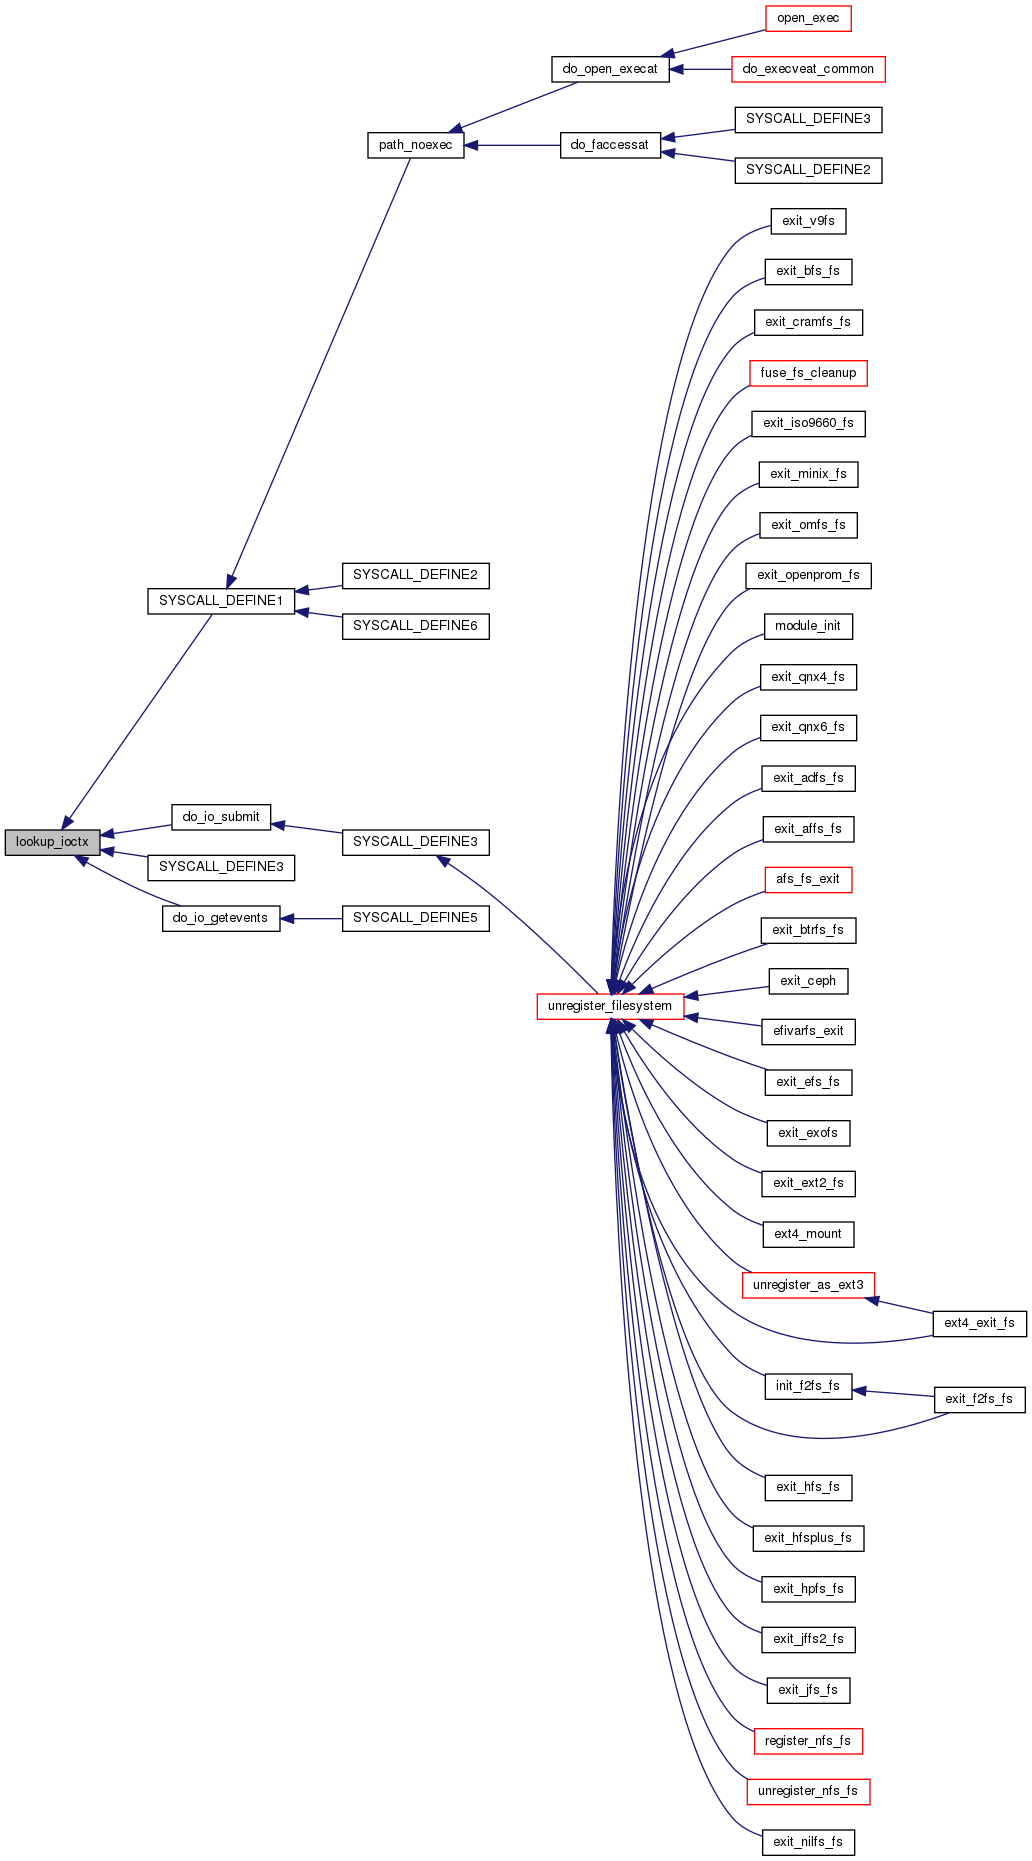 open_exec
do_open_execat
do_execveat_common
SYSCALL_DEFINE3
path_noexec
do_faccessat
SYSCALL_DEFINE2
exit_v9fs
exit_bfs_fs
exit_cramfs_fs
fuse_fs_cleanup
exit_iso9660_fs
exit_minix_fs
exit_omfs_fs
SYSCALL_DEFINE2
exit_openprom_fs
SYSCALL_DEFINE1
SYSCALL_DEFINE6
module_init
exit_qnx4_fs
exit_qnx6_fs
exit_adfs_fs
do_io_submit
exit_affs_fs
lookup_ioctx
SYSCALL_DEFINE3
SYSCALL_DEFINE3
afs_fs_exit
do_io_getevents
SYSCALL_DEFINE5
exit_btrfs_fs
exit_ceph
unregister_filesystem
efivarfs_exit
exit_efs_fs
exit_exofs
exit_ext2_fs
ext4_mount
unregister_as_ext3
ext4_exit_fs
init_f2fs_fs
exit_f2fs_fs
exit_hfs_fs
exit_hfsplus_fs
exit_hpfs_fs
exit_jffs2_fs
exit_jfs_fs
register_nfs_fs
unregister_nfs_fs
exit_nilfs_fs